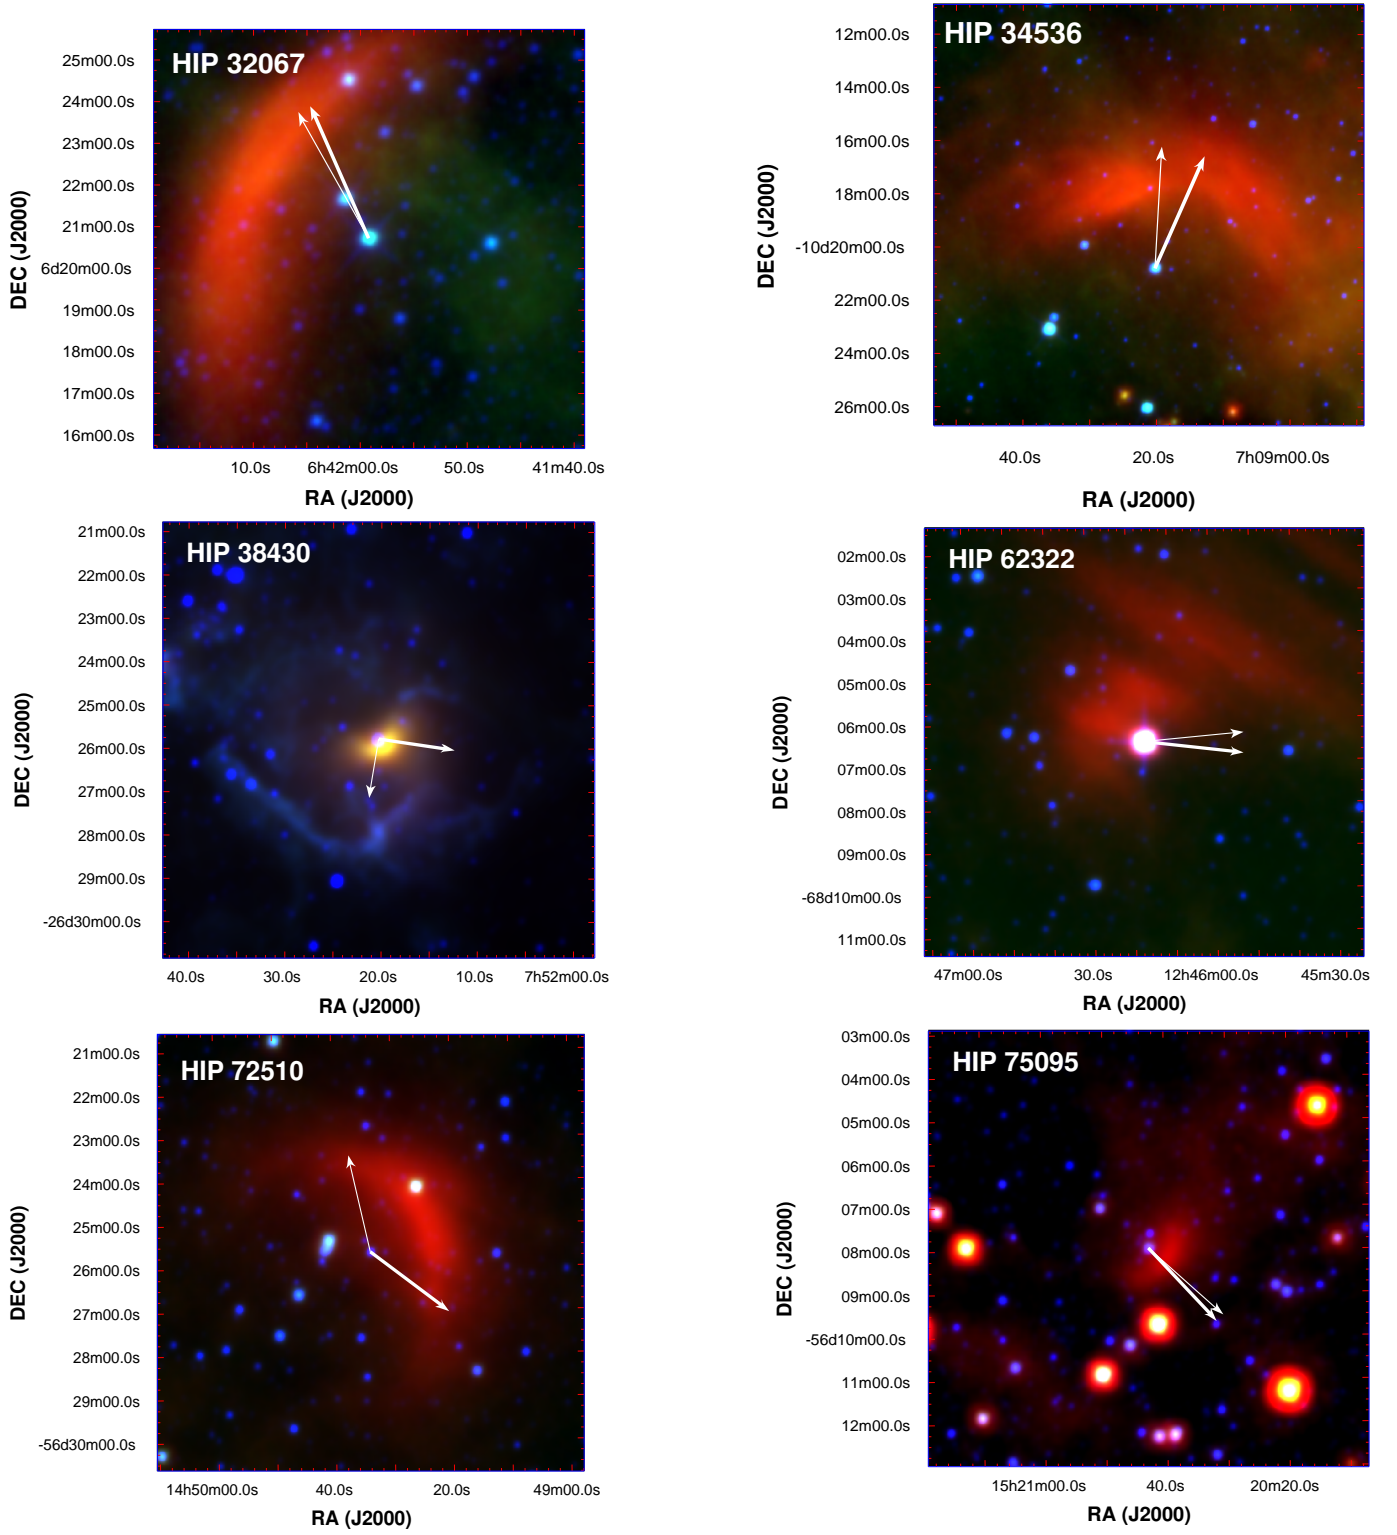 HIP 32067
25m00.0s
24m00.0s
23m00.0s
22m00.0s
21m00.0s
6d20m00.0s
19m00.0s
18m00.0s
17m00.0s
16m00.0s
DEC (J2000)
10.0s 6h42m00.0s 50.0s 41m40.0s
RA (J2000)
HIP 34536
12m00.0s
14m00.0s
16m00.0s
18m00.0s
-10d20m00.0s
22m00.0s
24m00.0s
26m00.0s
DEC (J2000)
40.0s 20.0s 7h09m00.0s
RA (J2000)
HIP 38430
21m00.0s
22m00.0s
23m00.0s
24m00.0s
25m00.0s
26m00.0s
27m00.0s
28m00.0s
29m00.0s
-26d30m00.0s
DEC (J2000)
40.0s 30.0s 20.0s 10.0s 7h52m00.0s
RA (J2000)
HIP 62322
02m00.0s
03m00.0s
04m00.0s
05m00.0s
06m00.0s
07m00.0s
08m00.0s
09m00.0s
-68d10m00.0s
11m00.0s
DEC (J2000)
47m00.0s 30.0s 12h46m00.0s 45m30.0s
RA (J2000)
HIP 72510
21m00.0s
22m00.0s
23m00.0s
24m00.0s
25m00.0s
26m00.0s
27m00.0s
28m00.0s
29m00.0s
-56d30m00.0s
DEC (J2000)
14h50m00.0s 40.0s 20.0s 49m00.0s
RA (J2000)
HIP 75095
03m00.0s
04m00.0s
05m00.0s
06m00.0s
07m00.0s
08m00.0s
09m00.0s
-56d10m00.0s
11m00.0s
12m00.0s
DEC (J2000)
15h21m00.0s 40.0s 20m20.0s
RA (J2000)